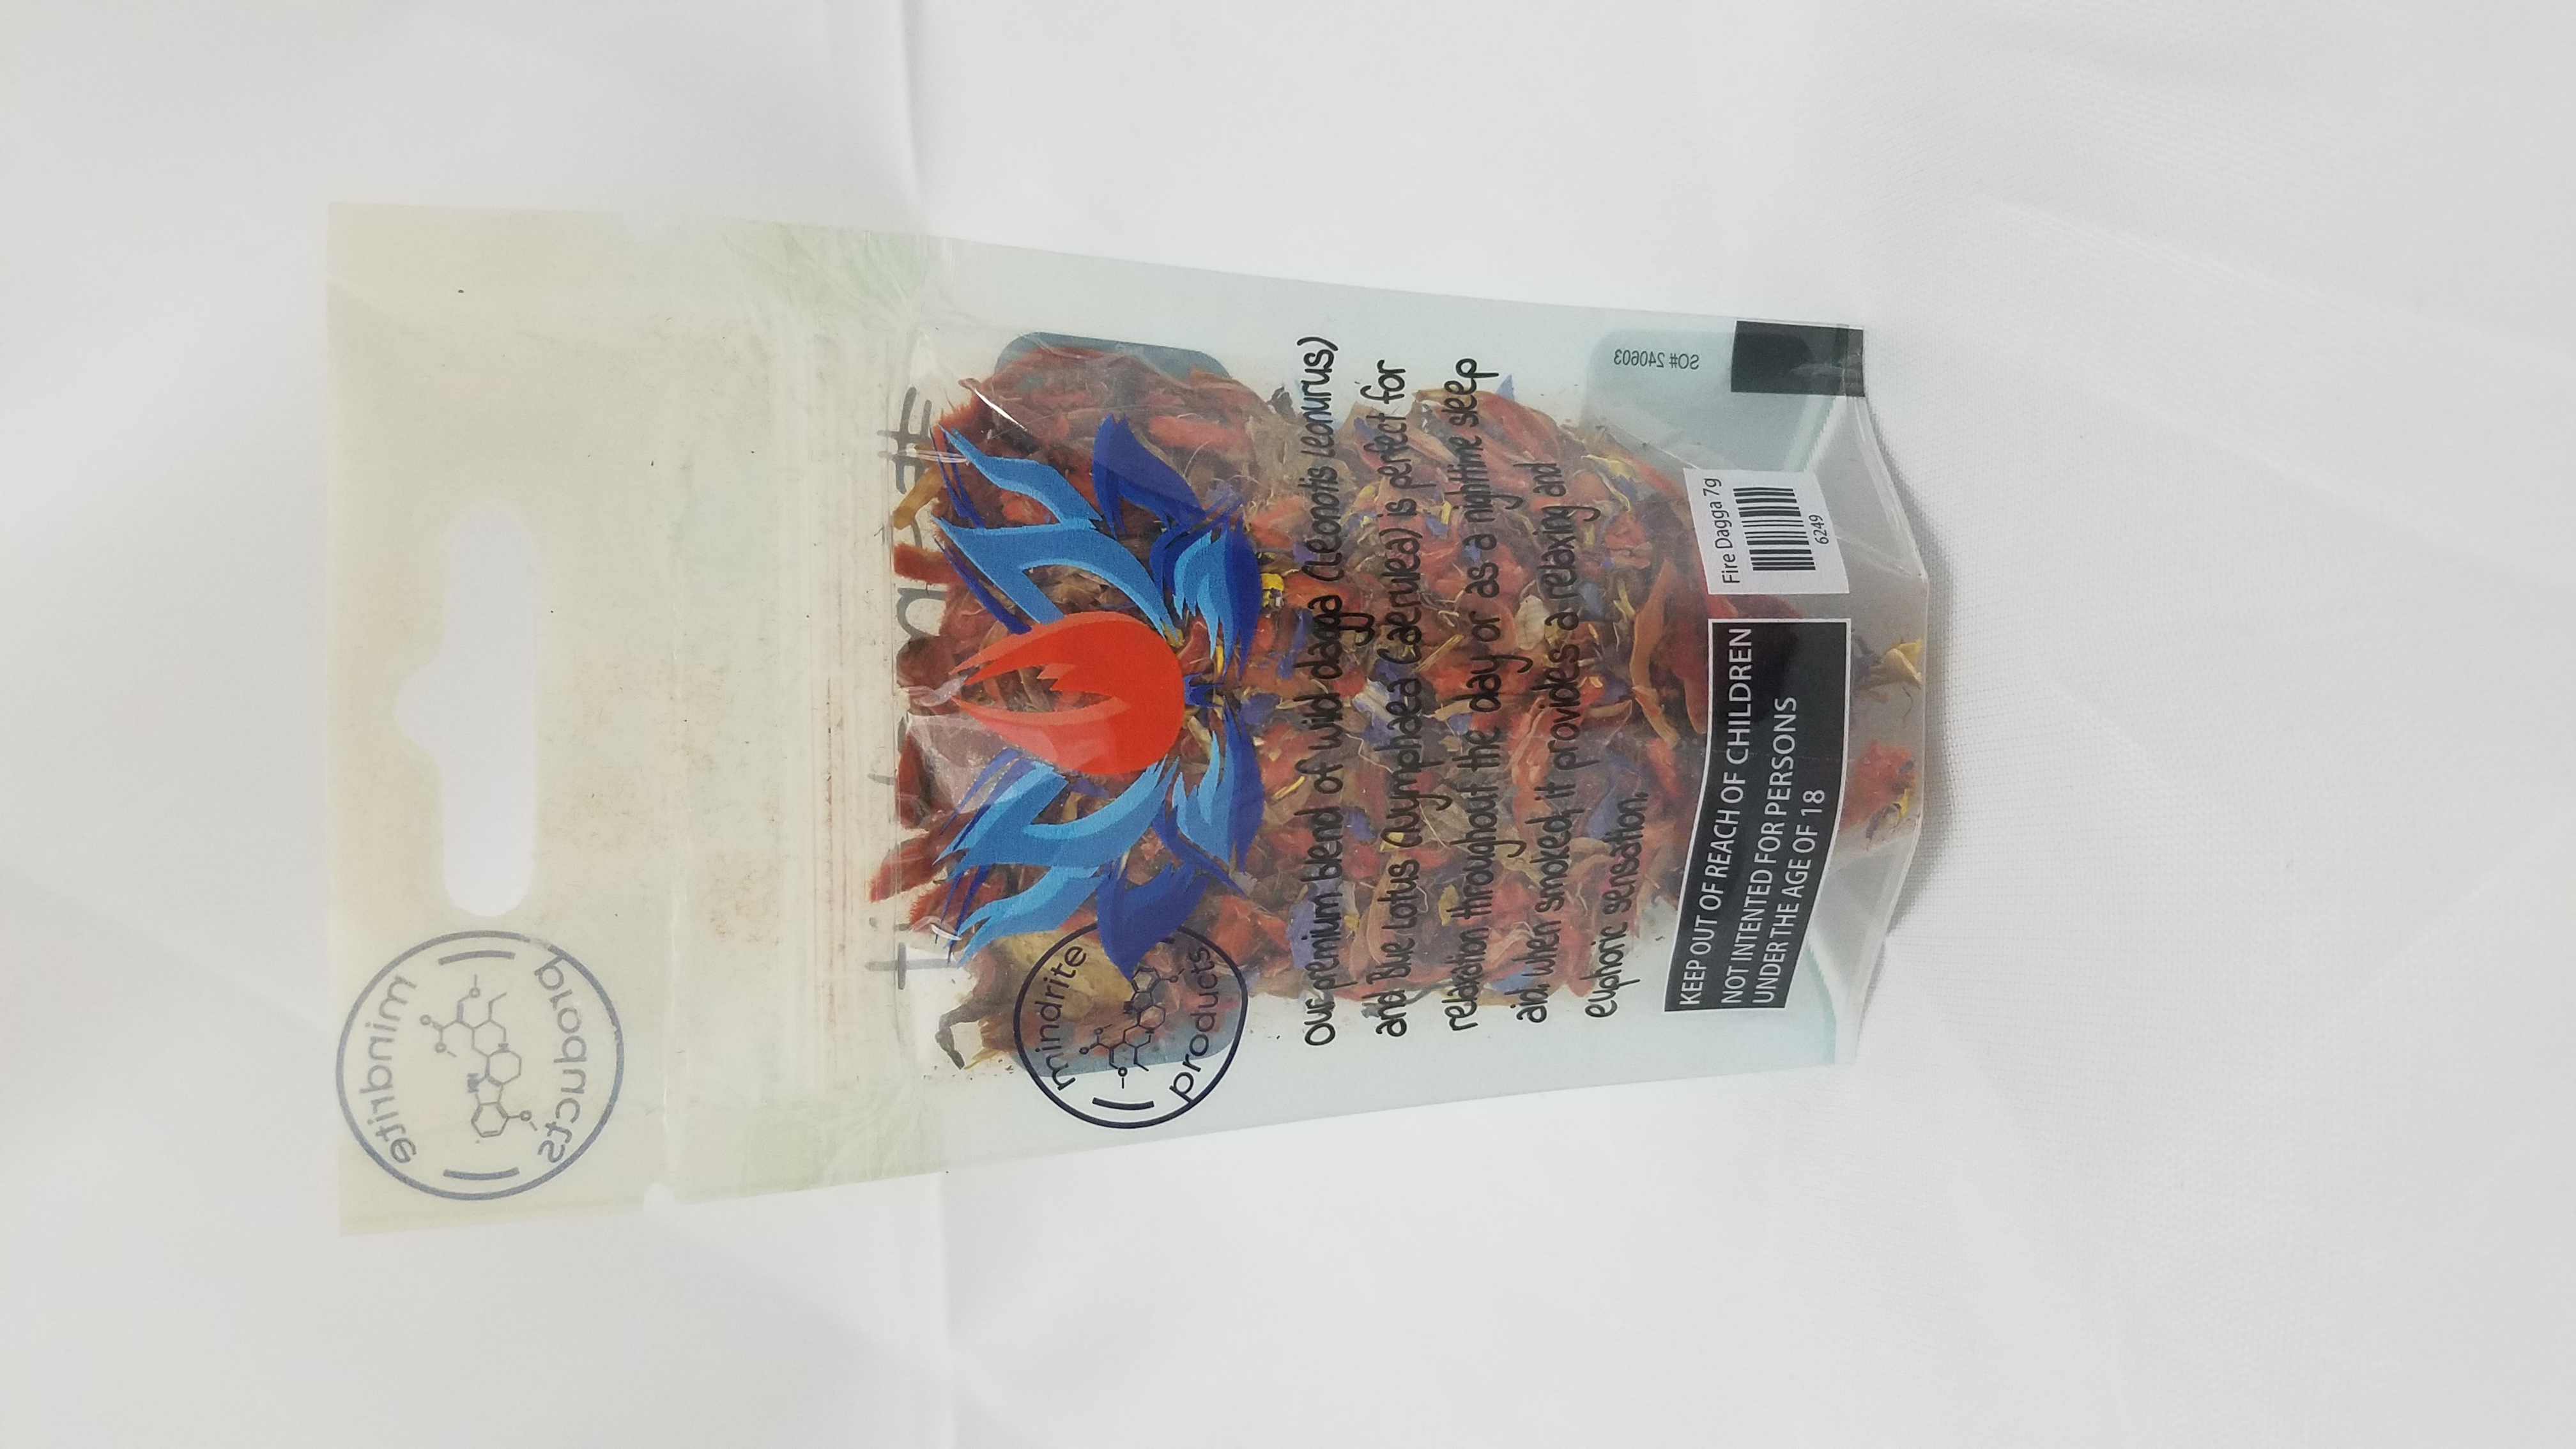 mindrite
products
mindrite
products
Our premium blend of wild dagga (Leonotis Leonurus)
and Blue Lotus (Nymphaea Caerulea) is perfect for
relaxation throughout the day or as a nighttime sleep
aid. when smoked, it provides a relaxing and
euphoric sensation.
KEEP OUT OF REACH OF CHILDREN
NOT INTENTED FOR PERSONS
UNDER THE AGE OF 18
Fire Dagga 7g
6249
SO# 240603